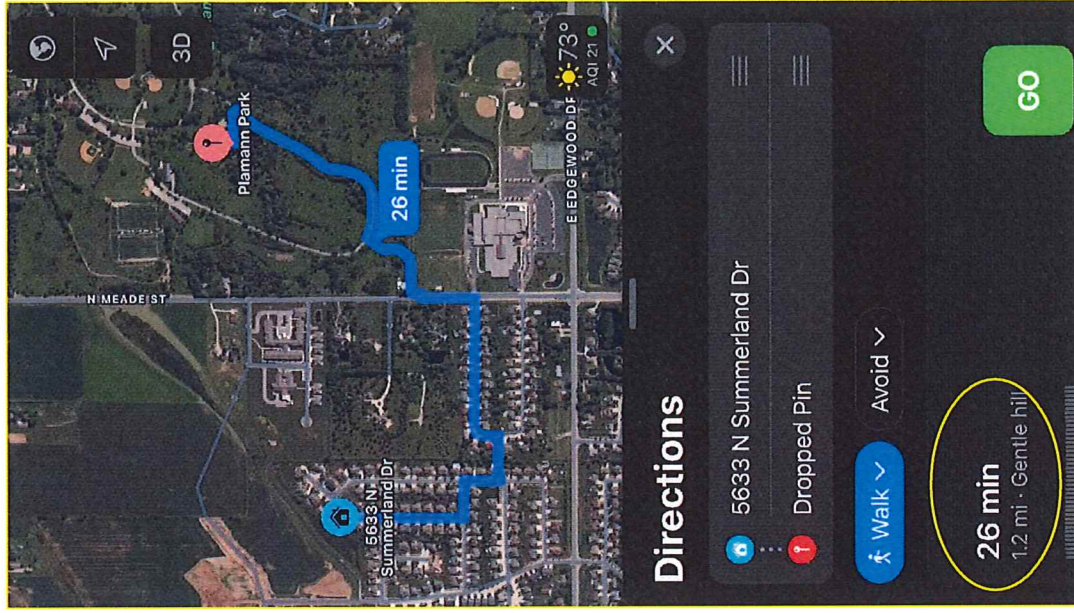 3D
Plamann Park
26 min
N MEADE ST
5633 N
Summerland Dr
E EDGEWOOD DR
73°
AQI 21
Directions
5633 N Summerland Dr
Dropped Pin
Walk
Avoid
26 min
1.2 mi · Gentle hill
GO